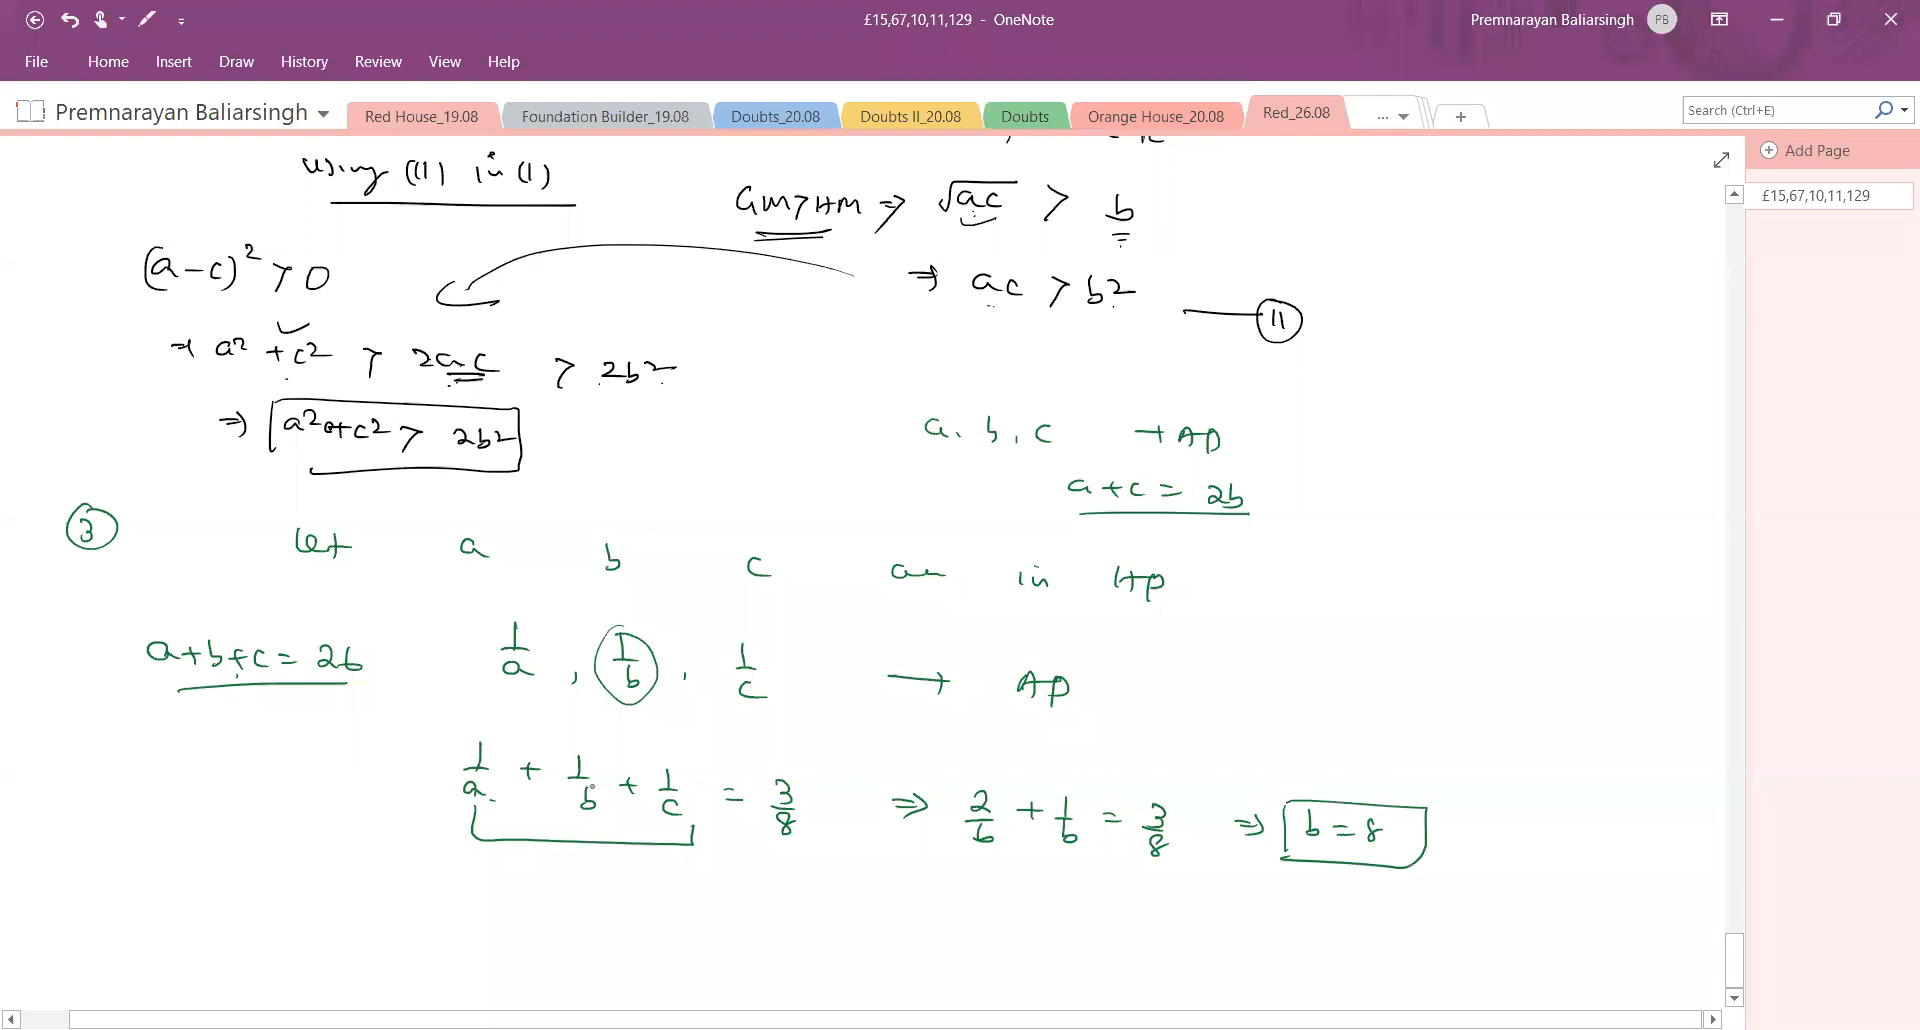 £15,67,10,11,129 - OneNote
Premnarayan Baliarsingh PB
File Home Insert Draw History Review View Help
Premnarayan Baliarsingh Red House_19.08 Foundation Builder_19.08 Doubts_20.08 Doubts II_20.08 Doubts Orange House_20.08 Red_26.08 ... + Search (Ctrl+E)
Add Page
£15,67,10,11,129
Using (II) in (I)
GM > HM ⇒ √ac > b
(a-c)² > 0
⇒ ac > b² — (II)
⇒ a² + c² > 2ac > 2b²
⇒ a² + c² > 2b²
a, b, c → AP
a + c = 2b
(3) let a b c are in HP
a+b+c = 26 1/a, 1/b, 1/c → AP
1/a + 1/b + 1/c = 3/8 ⇒ 2/b + 1/b = 3/8 ⇒ b = 8